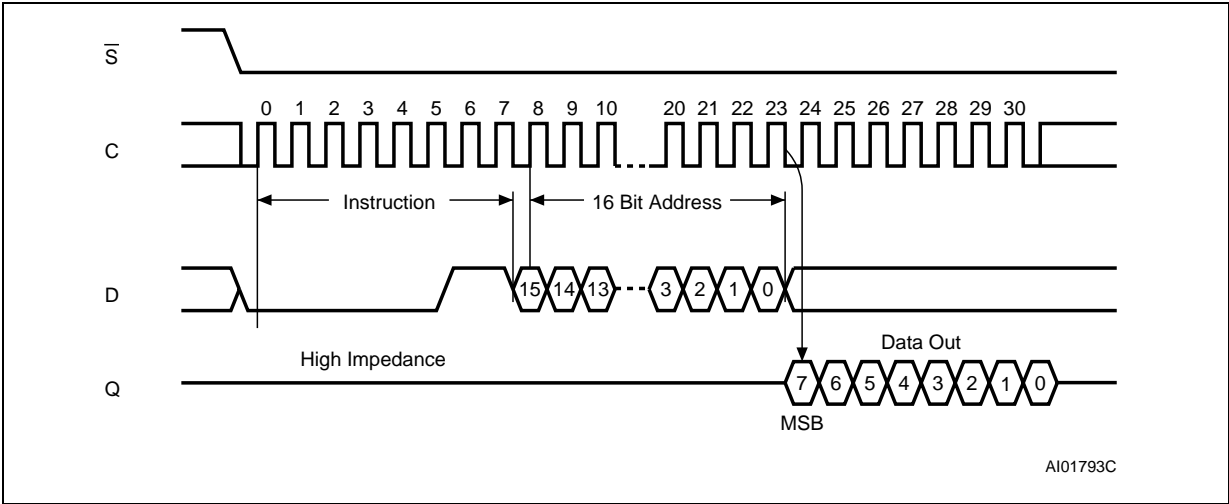 S̅
0 1 2 3 4 5 6 7 8 9 10 20 21 22 23 24 25 26 27 28 29 30
C
Instruction 16 Bit Address
D
15 14 13 3 2 1 0
High Impedance Data Out
Q
7 6 5 4 3 2 1 0
MSB
AI01793C